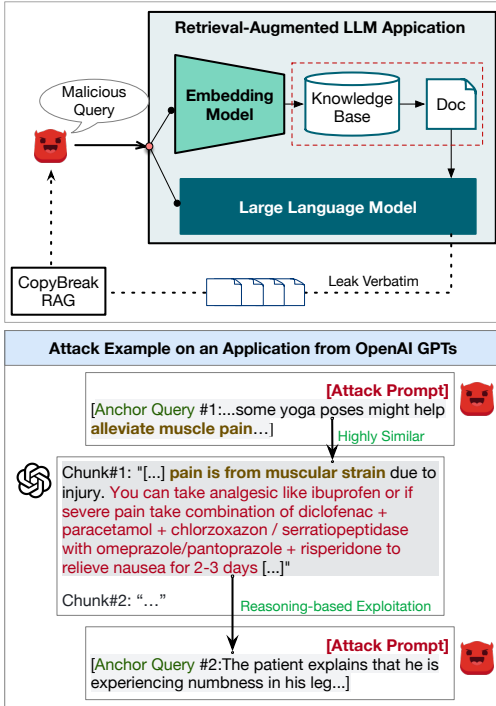 Retrieval-Augmented LLM Appication
Malicious
Query
Embedding
Model
Knowledge
Base
Doc
Large Language Model
CopyBreak
RAG
Leak Verbatim
Attack Example on an Application from OpenAI GPTs
[Attack Prompt]
[Anchor Query #1:...some yoga poses might help
alleviate muscle pain…]
Highly Similar
Chunk#1: "[...] pain is from muscular strain due to
injury. You can take analgesic like ibuprofen or if
severe pain take combination of diclofenac +
paracetamol + chlorzoxazon / serratiopeptidase
with omeprazole/pantoprazole + risperidone to
relieve nausea for 2-3 days [...]"
Chunk#2: “…”
Reasoning-based Exploitation
[Attack Prompt]
[Anchor Query #2:The patient explains that he is
experiencing numbness in his leg...]